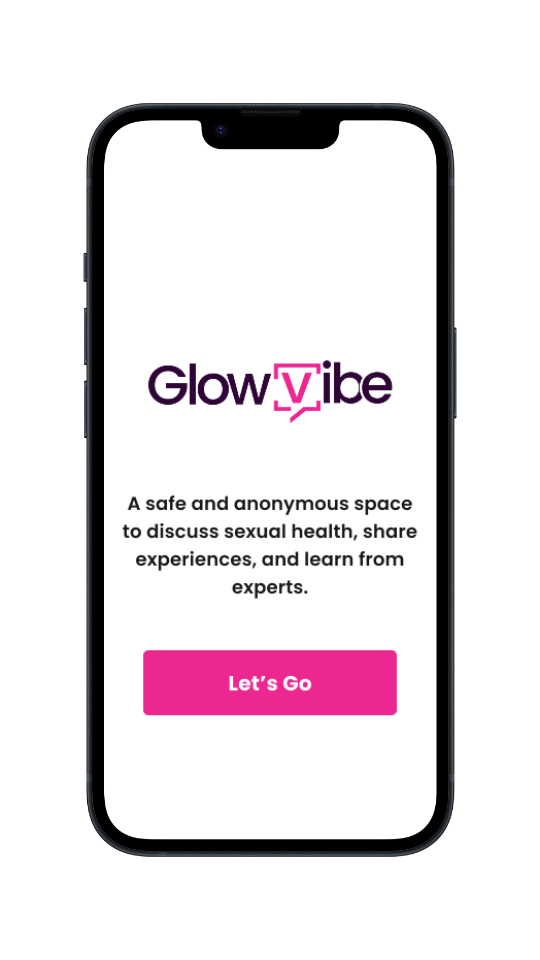 GlowVibe
A safe and anonymous space
to discuss sexual health, share
experiences, and learn from
experts.
Let’s Go